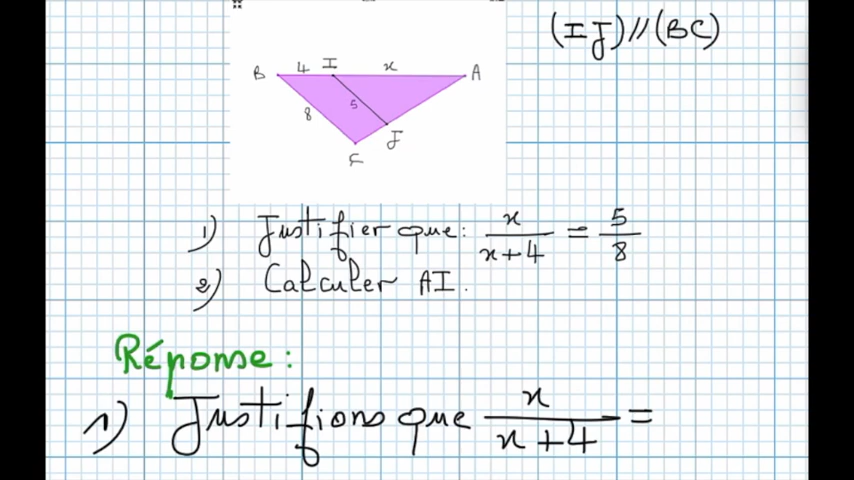 (IJ)//(BC)
B 4 I x A
8 5
J
C
1) Justifier que: x/(x+4) = 5/8
2) Calculer AI.
Réponse:
1) Justifions que x/(x+4) =